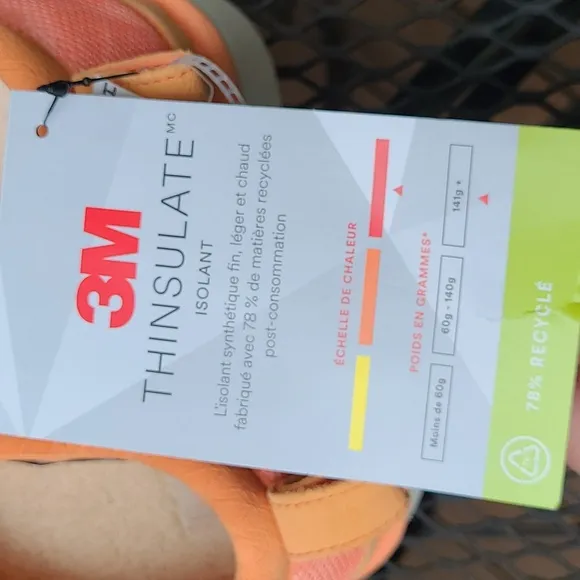 3M
THINSULATE MC
ISOLANT
L'isolant synthétique fin, léger et chaud
fabriqué avec 78 % de matières recyclées
post-consommation
ÉCHELLE DE CHALEUR
POIDS EN GRAMMES*
Moins de 60g
60g - 140g
141g +
78% RECYCLÉ